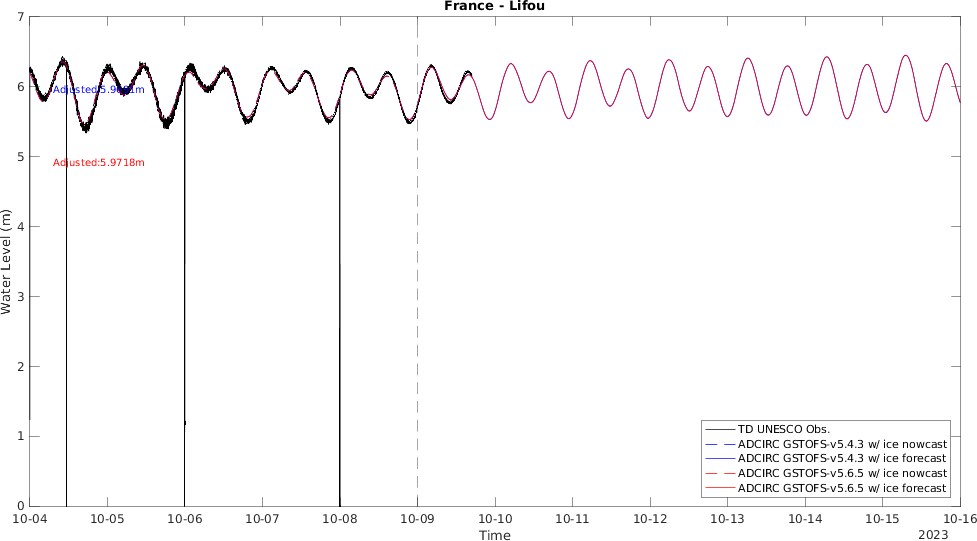 France - Lifou
7
6
5
4
3
2
1
0
Water Level (m)
Adjusted:5.9718m
TD UNESCO Obs.
ADCIRC GSTOFS-v5.4.3 w/ ice nowcast
ADCIRC GSTOFS-v5.4.3 w/ ice forecast
ADCIRC GSTOFS-v5.6.5 w/ ice nowcast
ADCIRC GSTOFS-v5.6.5 w/ ice forecast
10-04 10-05 10-06 10-07 10-08 10-09 10-10 10-11 10-12 10-13 10-14 10-15 10-16
Time
2023